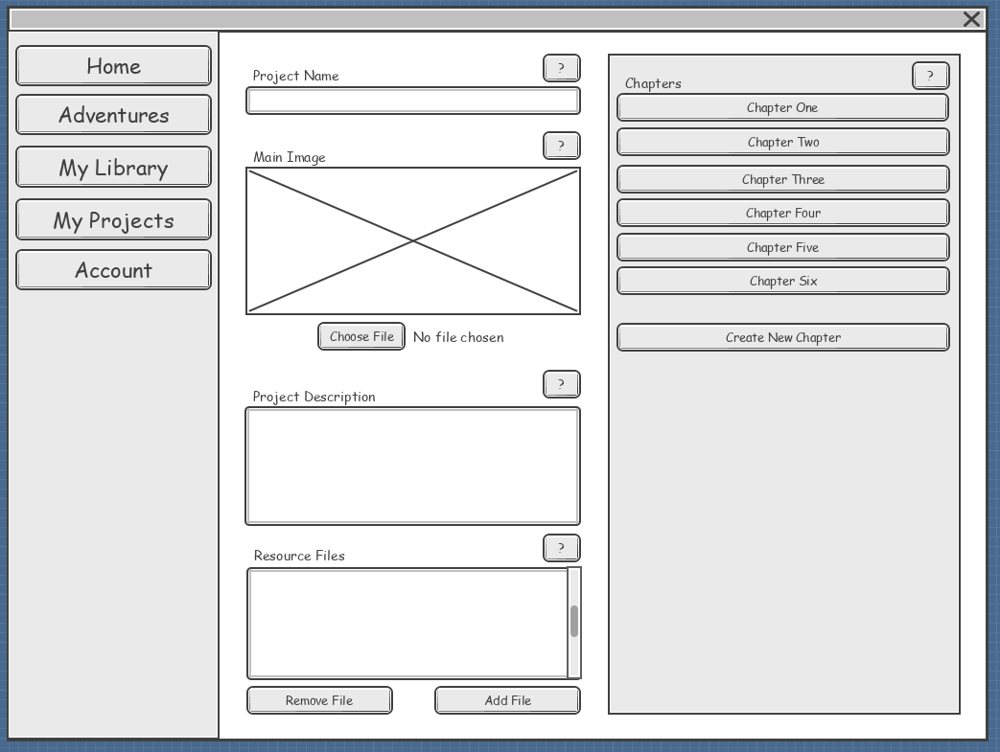 Home
Adventures
My Library
My Projects
Account
Project Name
?
Main Image
?
Choose File No file chosen
Project Description
?
Resource Files
?
Remove File
Add File
Chapters
?
Chapter One
Chapter Two
Chapter Three
Chapter Four
Chapter Five
Chapter Six
Create New Chapter